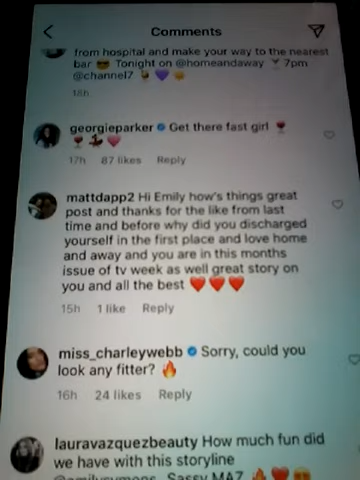 Comments
from hospital and make your way to the nearest
bar 😎 Tonight on @homeandaway 🍸 7pm
@channel7
18h
georgieparker Get there fast girl 🍷
🍷💃💗
17h 87 likes Reply
mattdapp2 Hi Emily how's things great
post and thanks for the like from last
time and before why did you discharged
yourself in the first place and love home
and away and you are in this months
issue of tv week as well great story on
you and all the best ❤️❤️❤️
15h 1 like Reply
miss_charleywebb Sorry, could you
look any fitter? 🔥
16h 24 likes Reply
lauravazquezbeauty How much fun did
we have with this storyline
@emilysymons Sassy MAZ 🔥❤️😍